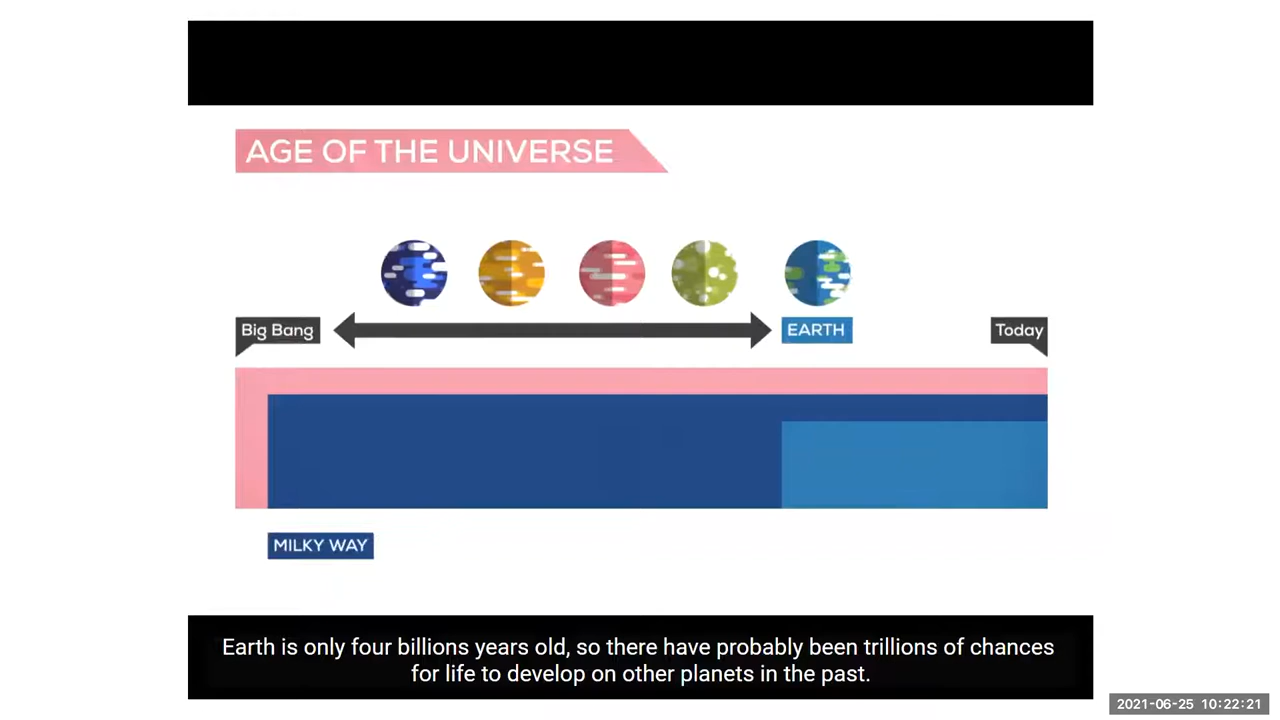 AGE OF THE UNIVERSE
Big Bang
EARTH
Today
MILKY WAY
Earth is only four billions years old, so there have probably been trillions of chances
for life to develop on other planets in the past.
2021-06-25 10:22:21